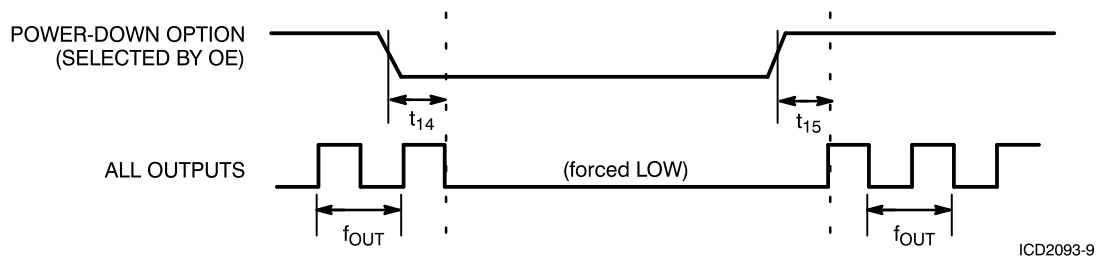 POWER-DOWN OPTION
(SELECTED BY OE)
t14
t15
ALL OUTPUTS
(forced LOW)
fOUT
fOUT
ICD2093-9